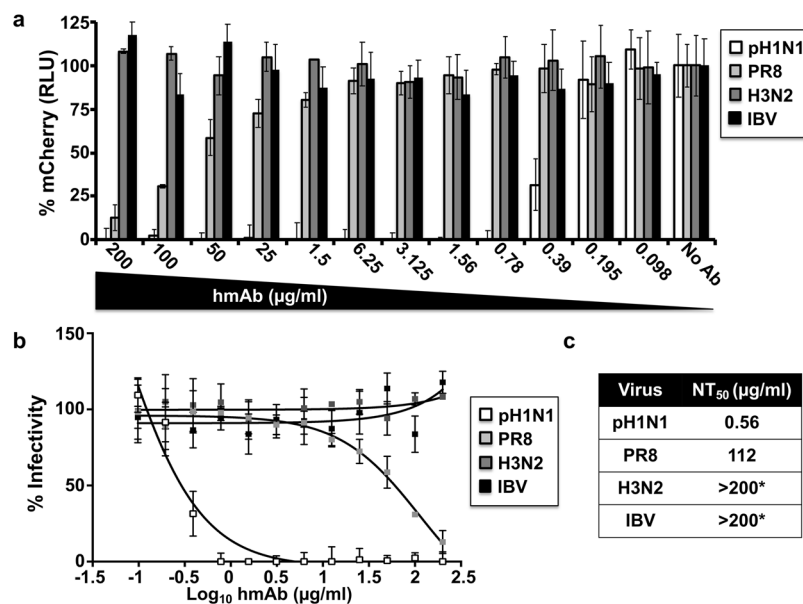 a
% mCherry (RLU)
125
100
75
50
25
0
pH1N1
PR8
H3N2
IBV
200
100
50
25
1.5
6.25
3.125
1.56
0.78
0.39
0.195
0.098
No Ab
hmAb (µg/ml)
b
% Infectivity
150
100
50
0
-1.5
-1
-0.5
0
0.5
1
1.5
2
2.5
Log10 hmAb (µg/ml)
pH1N1
PR8
H3N2
IBV
c
Virus NT50 (µg/ml)
pH1N1 0.56
PR8 112
H3N2 >200*
IBV >200*